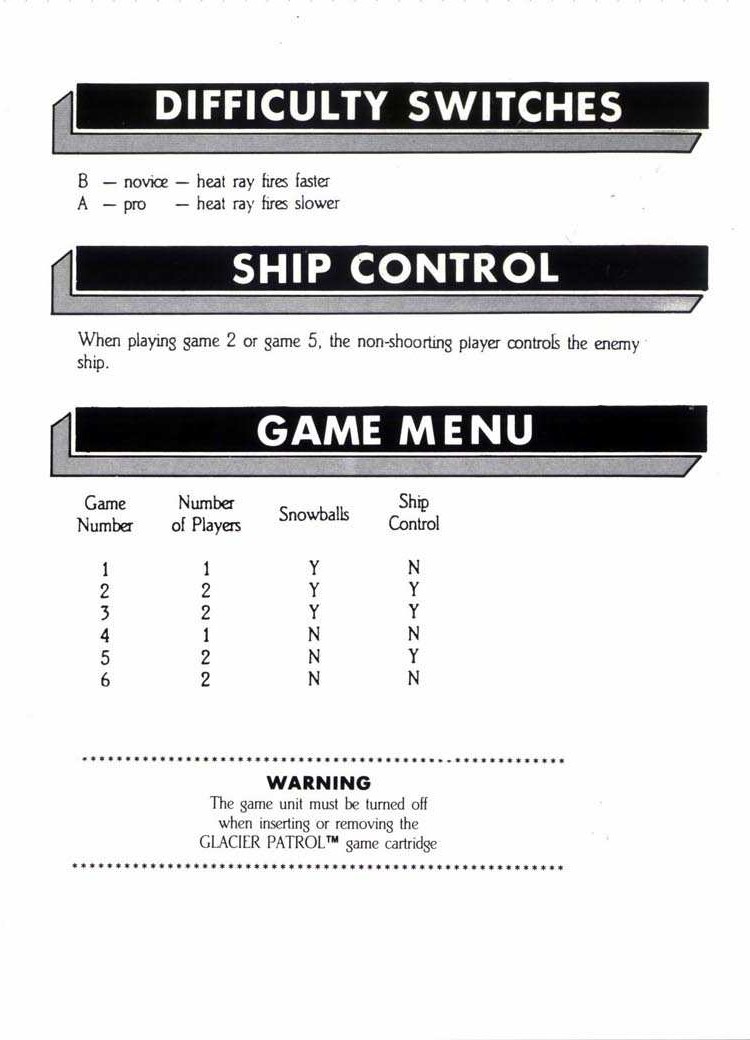 DIFFICULTY SWITCHES
B — novice — heat ray fires faster
A — pro — heat ray fires slower
SHIP CONTROL
When playing game 2 or game 5, the non-shoorting player controls the enemy
ship.
GAME MENU
Game Number Number of Players Snowballs Ship Control
1 1 Y N
2 2 Y Y
3 2 Y Y
4 1 N N
5 2 N Y
6 2 N N
WARNING
The game unit must be turned off
when inserting or removing the
GLACIER PATROL™ game cartridge